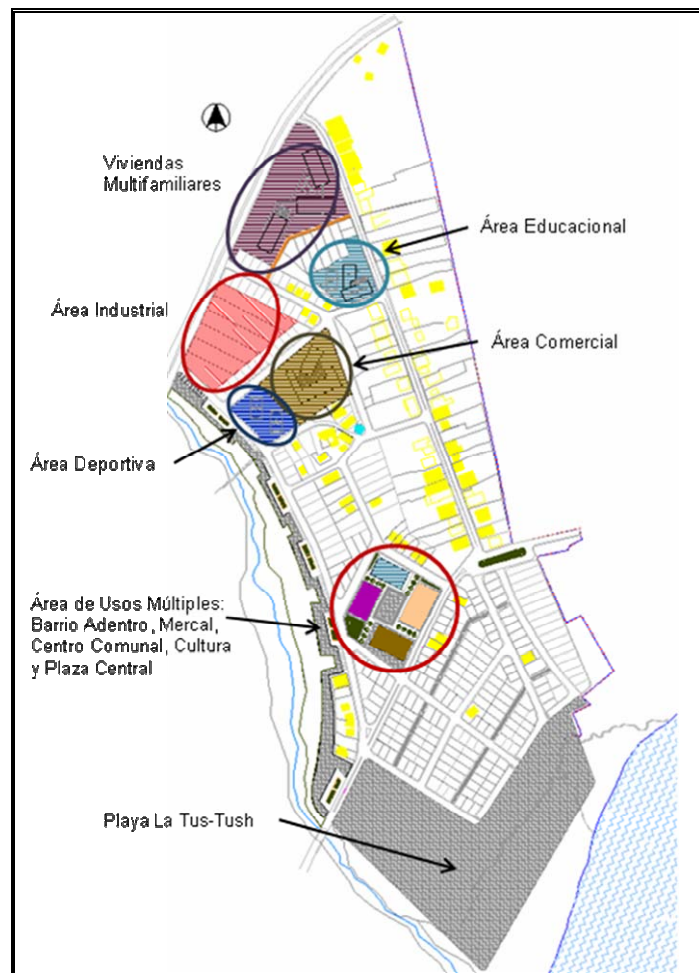 Viviendas
Multifamiliares
Área Educacional
Área Industrial
Área Comercial
Área Deportiva
Área de Usos Múltiples:
Barrio Adentro, Mercal,
Centro Comunal, Cultura
y Plaza Central
Playa La Tus-Tush